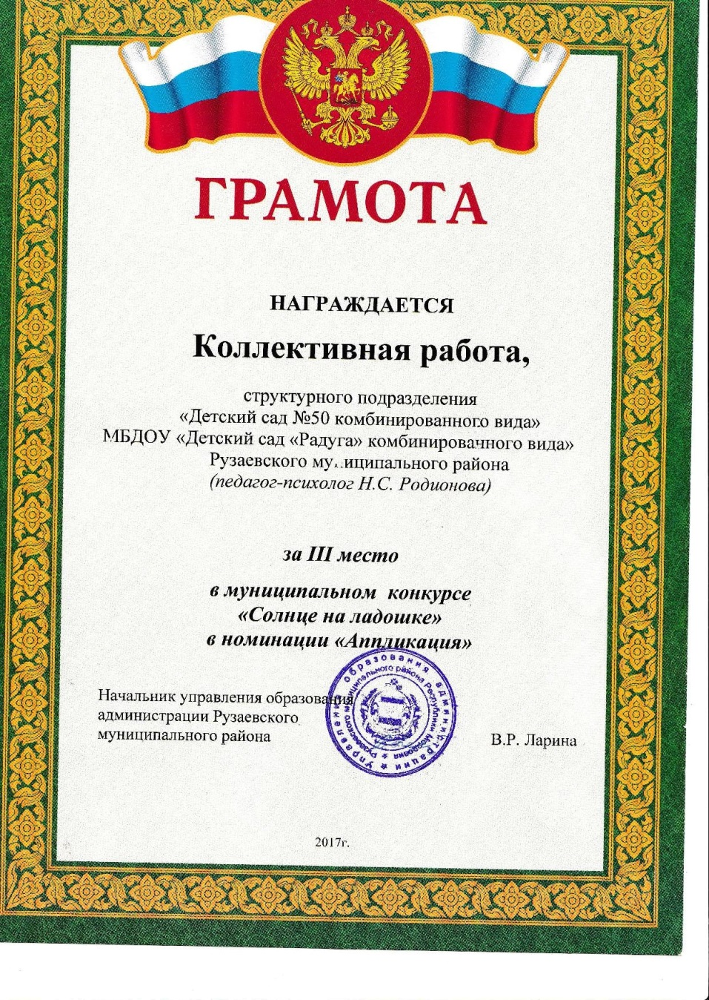 ГРАМОТА
НАГРАЖДАЕТСЯ
Коллективная работа,
структурного подразделения
«Детский сад №50 комбинированного вида»
МБДОУ «Детский сад «Радуга» комбинированного вида»
Рузаевского муниципального района
(педагог-психолог Н.С. Родионова)
за III место
в муниципальном конкурсе
«Солнце на ладошке»
в номинации «Аппликация»
Начальник управления образования
администрации Рузаевского
муниципального района
В.Р. Ларина
Управление образования администрации
Рузаевского муниципального района Республики Мордовия
2017г.